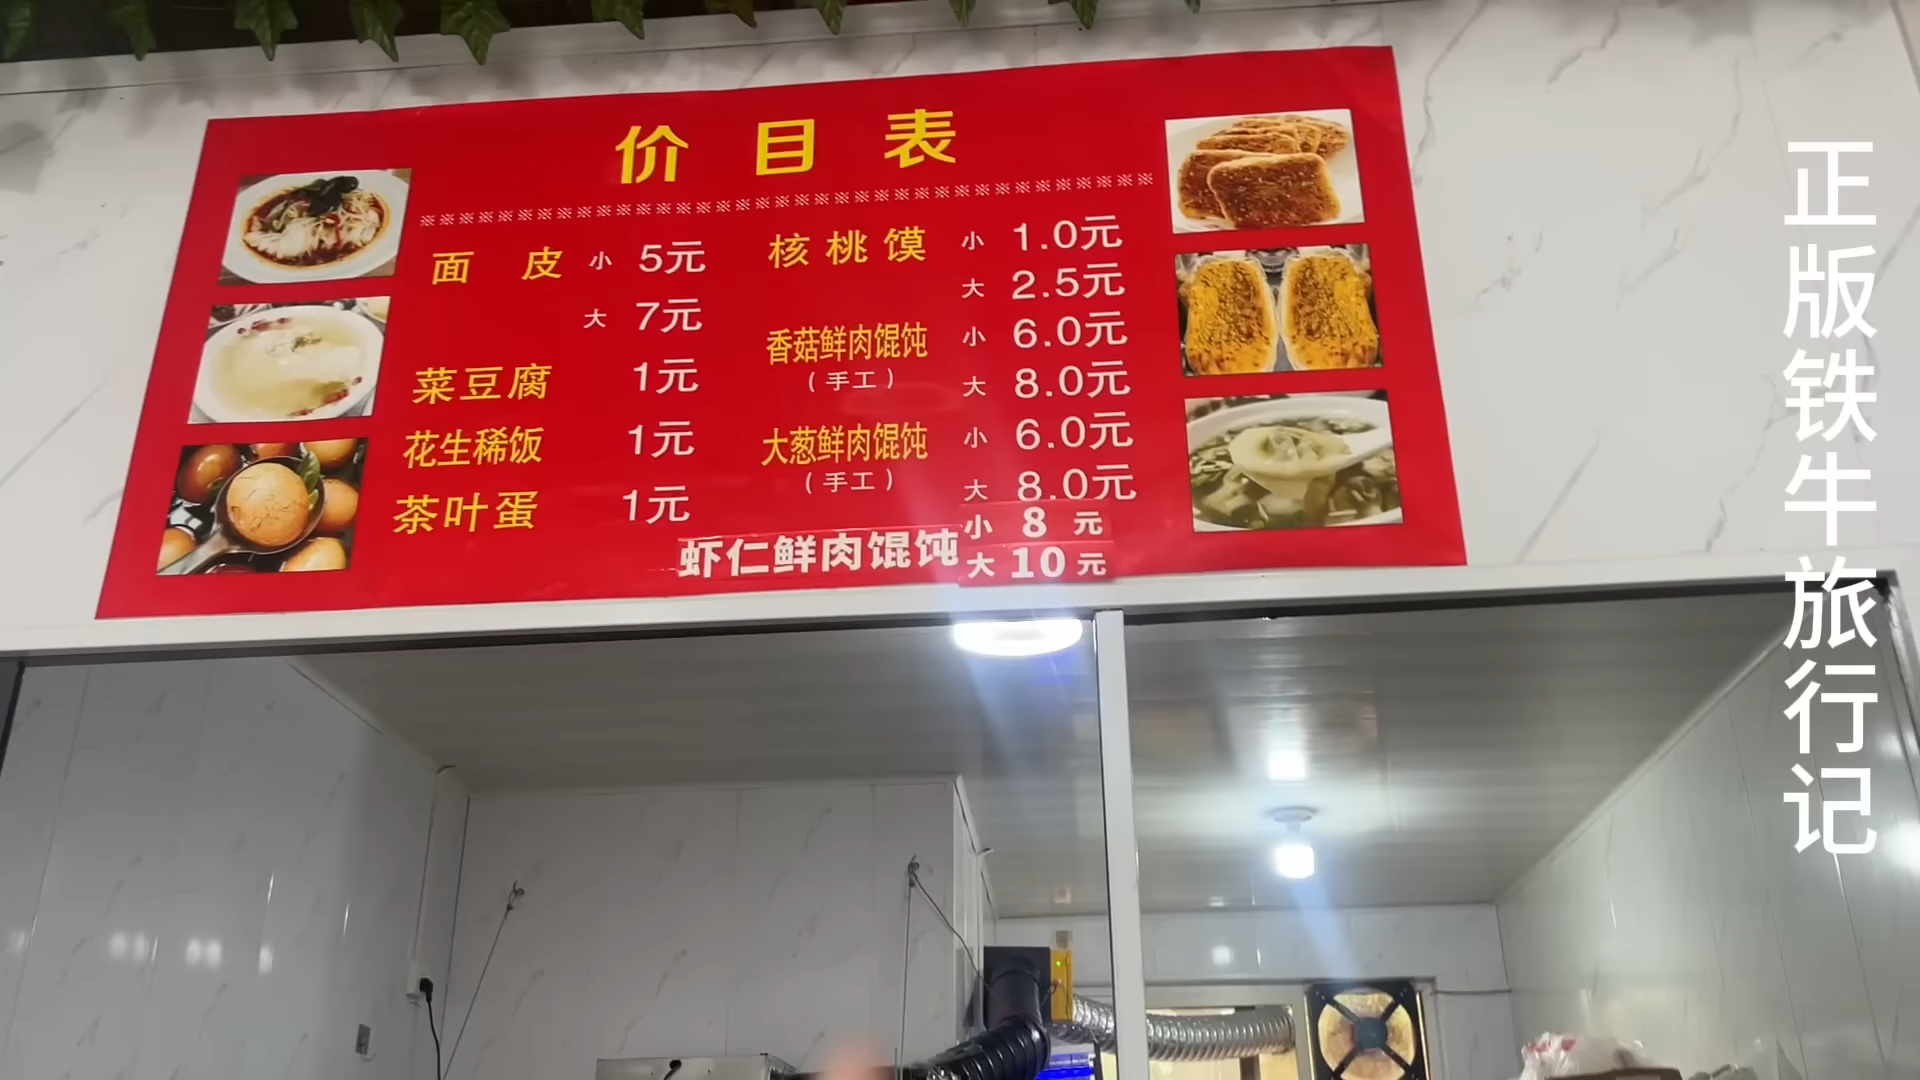 价目表
※※※※※※※※※※※※※※※※※※※※※※※※※※※※※※※※※※※※※※
面皮 小 5元
大 7元
菜豆腐 1元
花生稀饭 1元
茶叶蛋 1元
核桃馍 小 1.0元
大 2.5元
香菇鲜肉馄饨 小 6.0元
（手工） 大 8.0元
大葱鲜肉馄饨 小 6.0元
（手工） 大 8.0元
虾仁鲜肉馄饨 小 8 元
大 10 元
正版铁牛旅行记